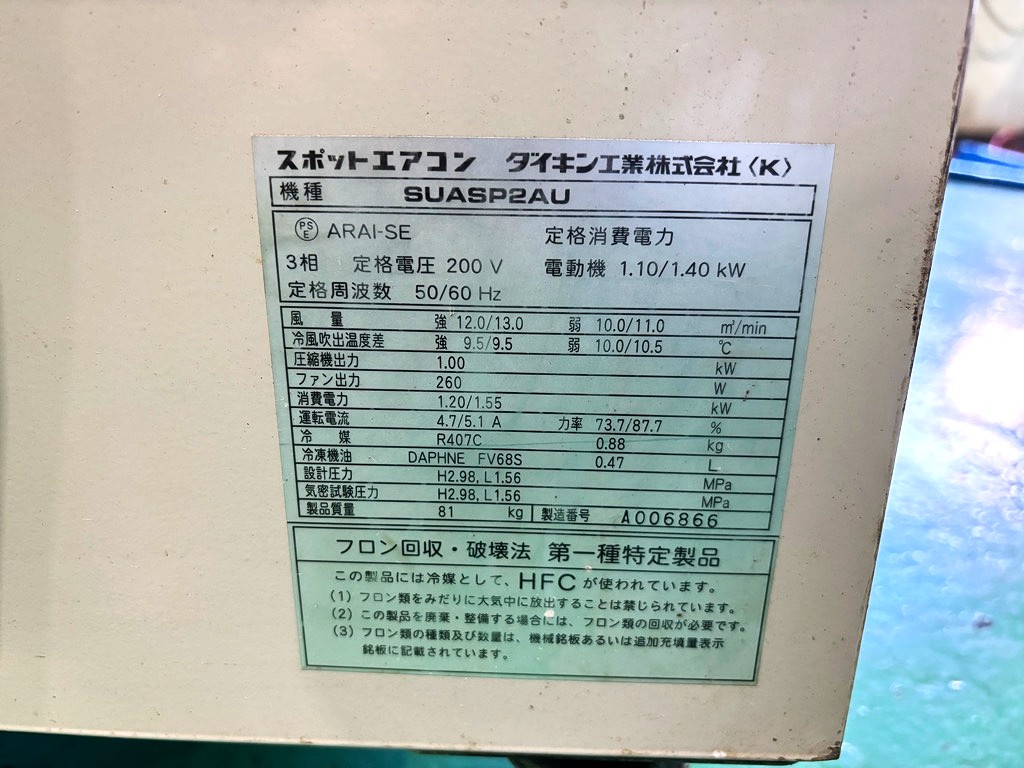 スポットエアコン ダイキン工業株式会社〈K〉
機種 SUASP2AU
PSE ARAI-SE 定格消費電力
3相 定格電圧 200 V 電動機 1.10/1.40 kW
定格周波数 50/60 Hz
風量 強 12.0/13.0 弱 10.0/11.0 m³/min
冷風吹出温度差 強 9.5/9.5 弱 10.0/10.5 ℃
圧縮機出力 1.00 kW
ファン出力 260 W
消費電力 1.20/1.55 kW
運転電流 4.7/5.1 A 力率 73.7/87.7 %
冷媒 R407C 0.88 kg
冷凍機油 DAPHNE FV68S 0.47 L
設計圧力 H2.98, L1.56 MPa
気密試験圧力 H2.98, L1.56 MPa
製品質量 81 kg 製造番号 A006866
フロン回収・破壊法 第一種特定製品
この製品には冷媒として、HFCが使われています。
(1) フロン類をみだりに大気中に放出することは禁じられています。
(2) この製品を廃棄・整備する場合には、フロン類の回収が必要です。
(3) フロン類の種類及び数量は、機械銘板あるいは追加充填量表示
銘板に記載されています。